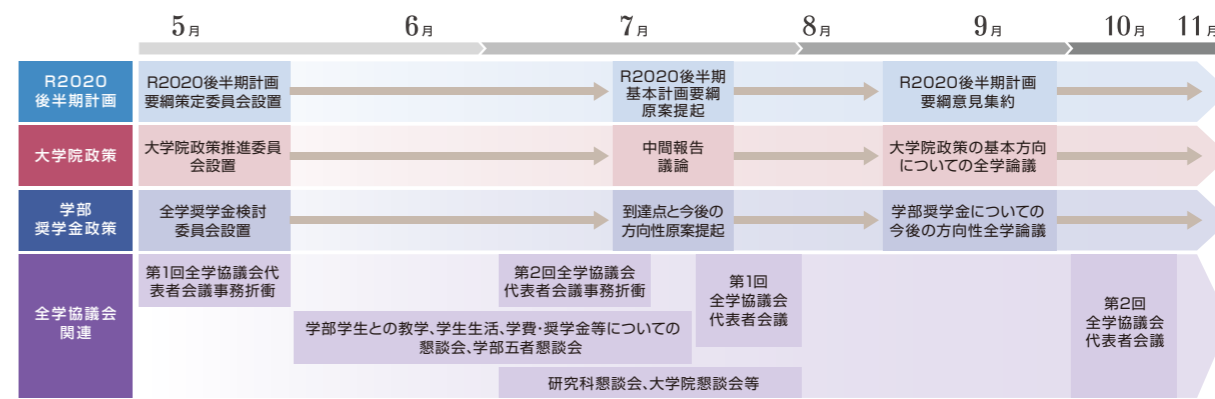 5月 6月 7月 8月 9月 10月 11月
R2020
後半期計画
R2020後半期計画
要綱策定委員会設置
R2020後半期
基本計画要綱
原案提起
R2020後半期計画
要綱意見集約
大学院政策
大学院政策推進委員
会設置
中間報告
議論
大学院政策の基本方向
についての全学論議
学部
奨学金政策
全学奨学金検討
委員会設置
到達点と今後の
方向性原案提起
学部奨学金についての
今後の方向性全学論議
全学協議会
関連
第1回全学協議会代
表者会議事務折衝
第2回全学協議会
代表者会議事務折衝
第1回
全学協議会
代表者会議
第2回
全学協議会
代表者会議
学部学生との教学、学生生活、学費・奨学金等についての
懇談会、学部五者懇談会
研究科懇談会、大学院懇談会等